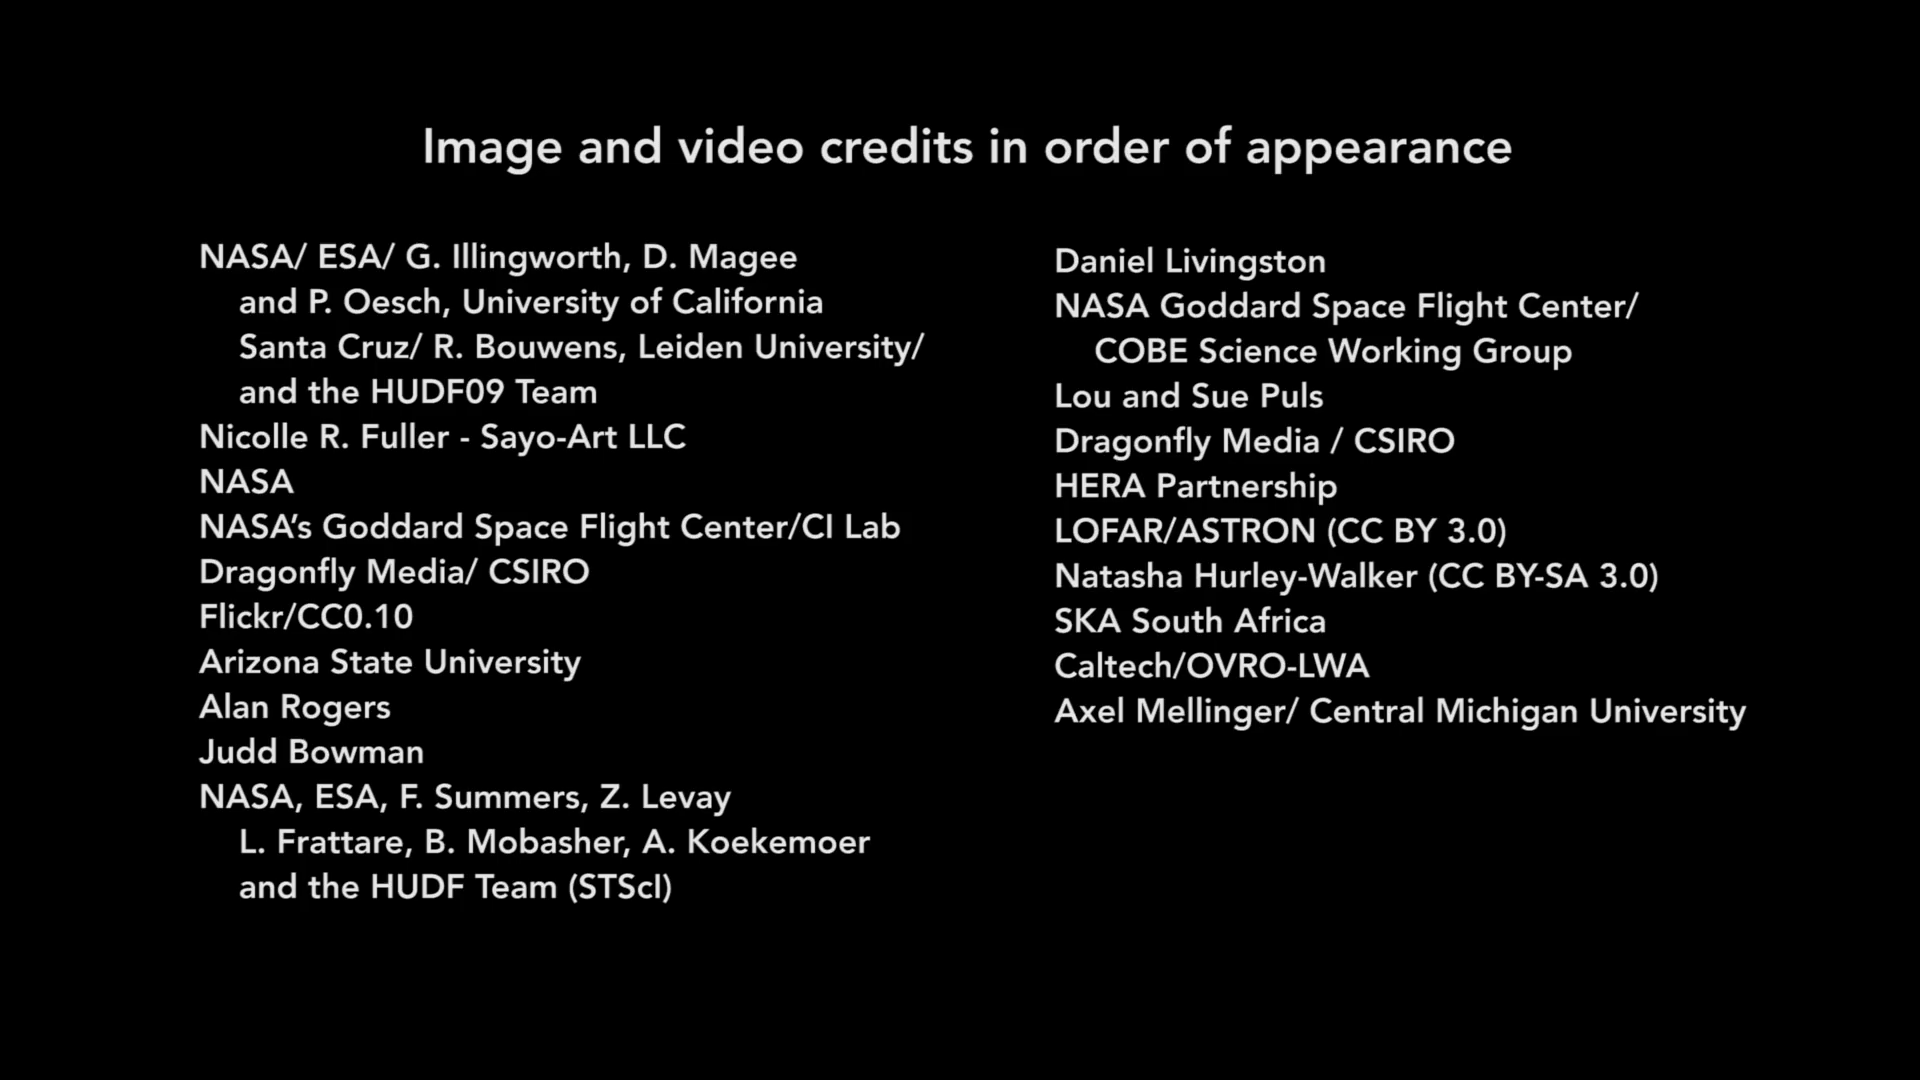 Image and video credits in order of appearance
NASA/ ESA/ G. Illingworth, D. Magee
and P. Oesch, University of California
Santa Cruz/ R. Bouwens, Leiden University/
and the HUDF09 Team
Nicolle R. Fuller - Sayo-Art LLC
NASA
NASA’s Goddard Space Flight Center/CI Lab
Dragonfly Media/ CSIRO
Flickr/CC0.10
Arizona State University
Alan Rogers
Judd Bowman
NASA, ESA, F. Summers, Z. Levay
L. Frattare, B. Mobasher, A. Koekemoer
and the HUDF Team (STScI)
Daniel Livingston
NASA Goddard Space Flight Center/
COBE Science Working Group
Lou and Sue Puls
Dragonfly Media / CSIRO
HERA Partnership
LOFAR/ASTRON (CC BY 3.0)
Natasha Hurley-Walker (CC BY-SA 3.0)
SKA South Africa
Caltech/OVRO-LWA
Axel Mellinger/ Central Michigan University